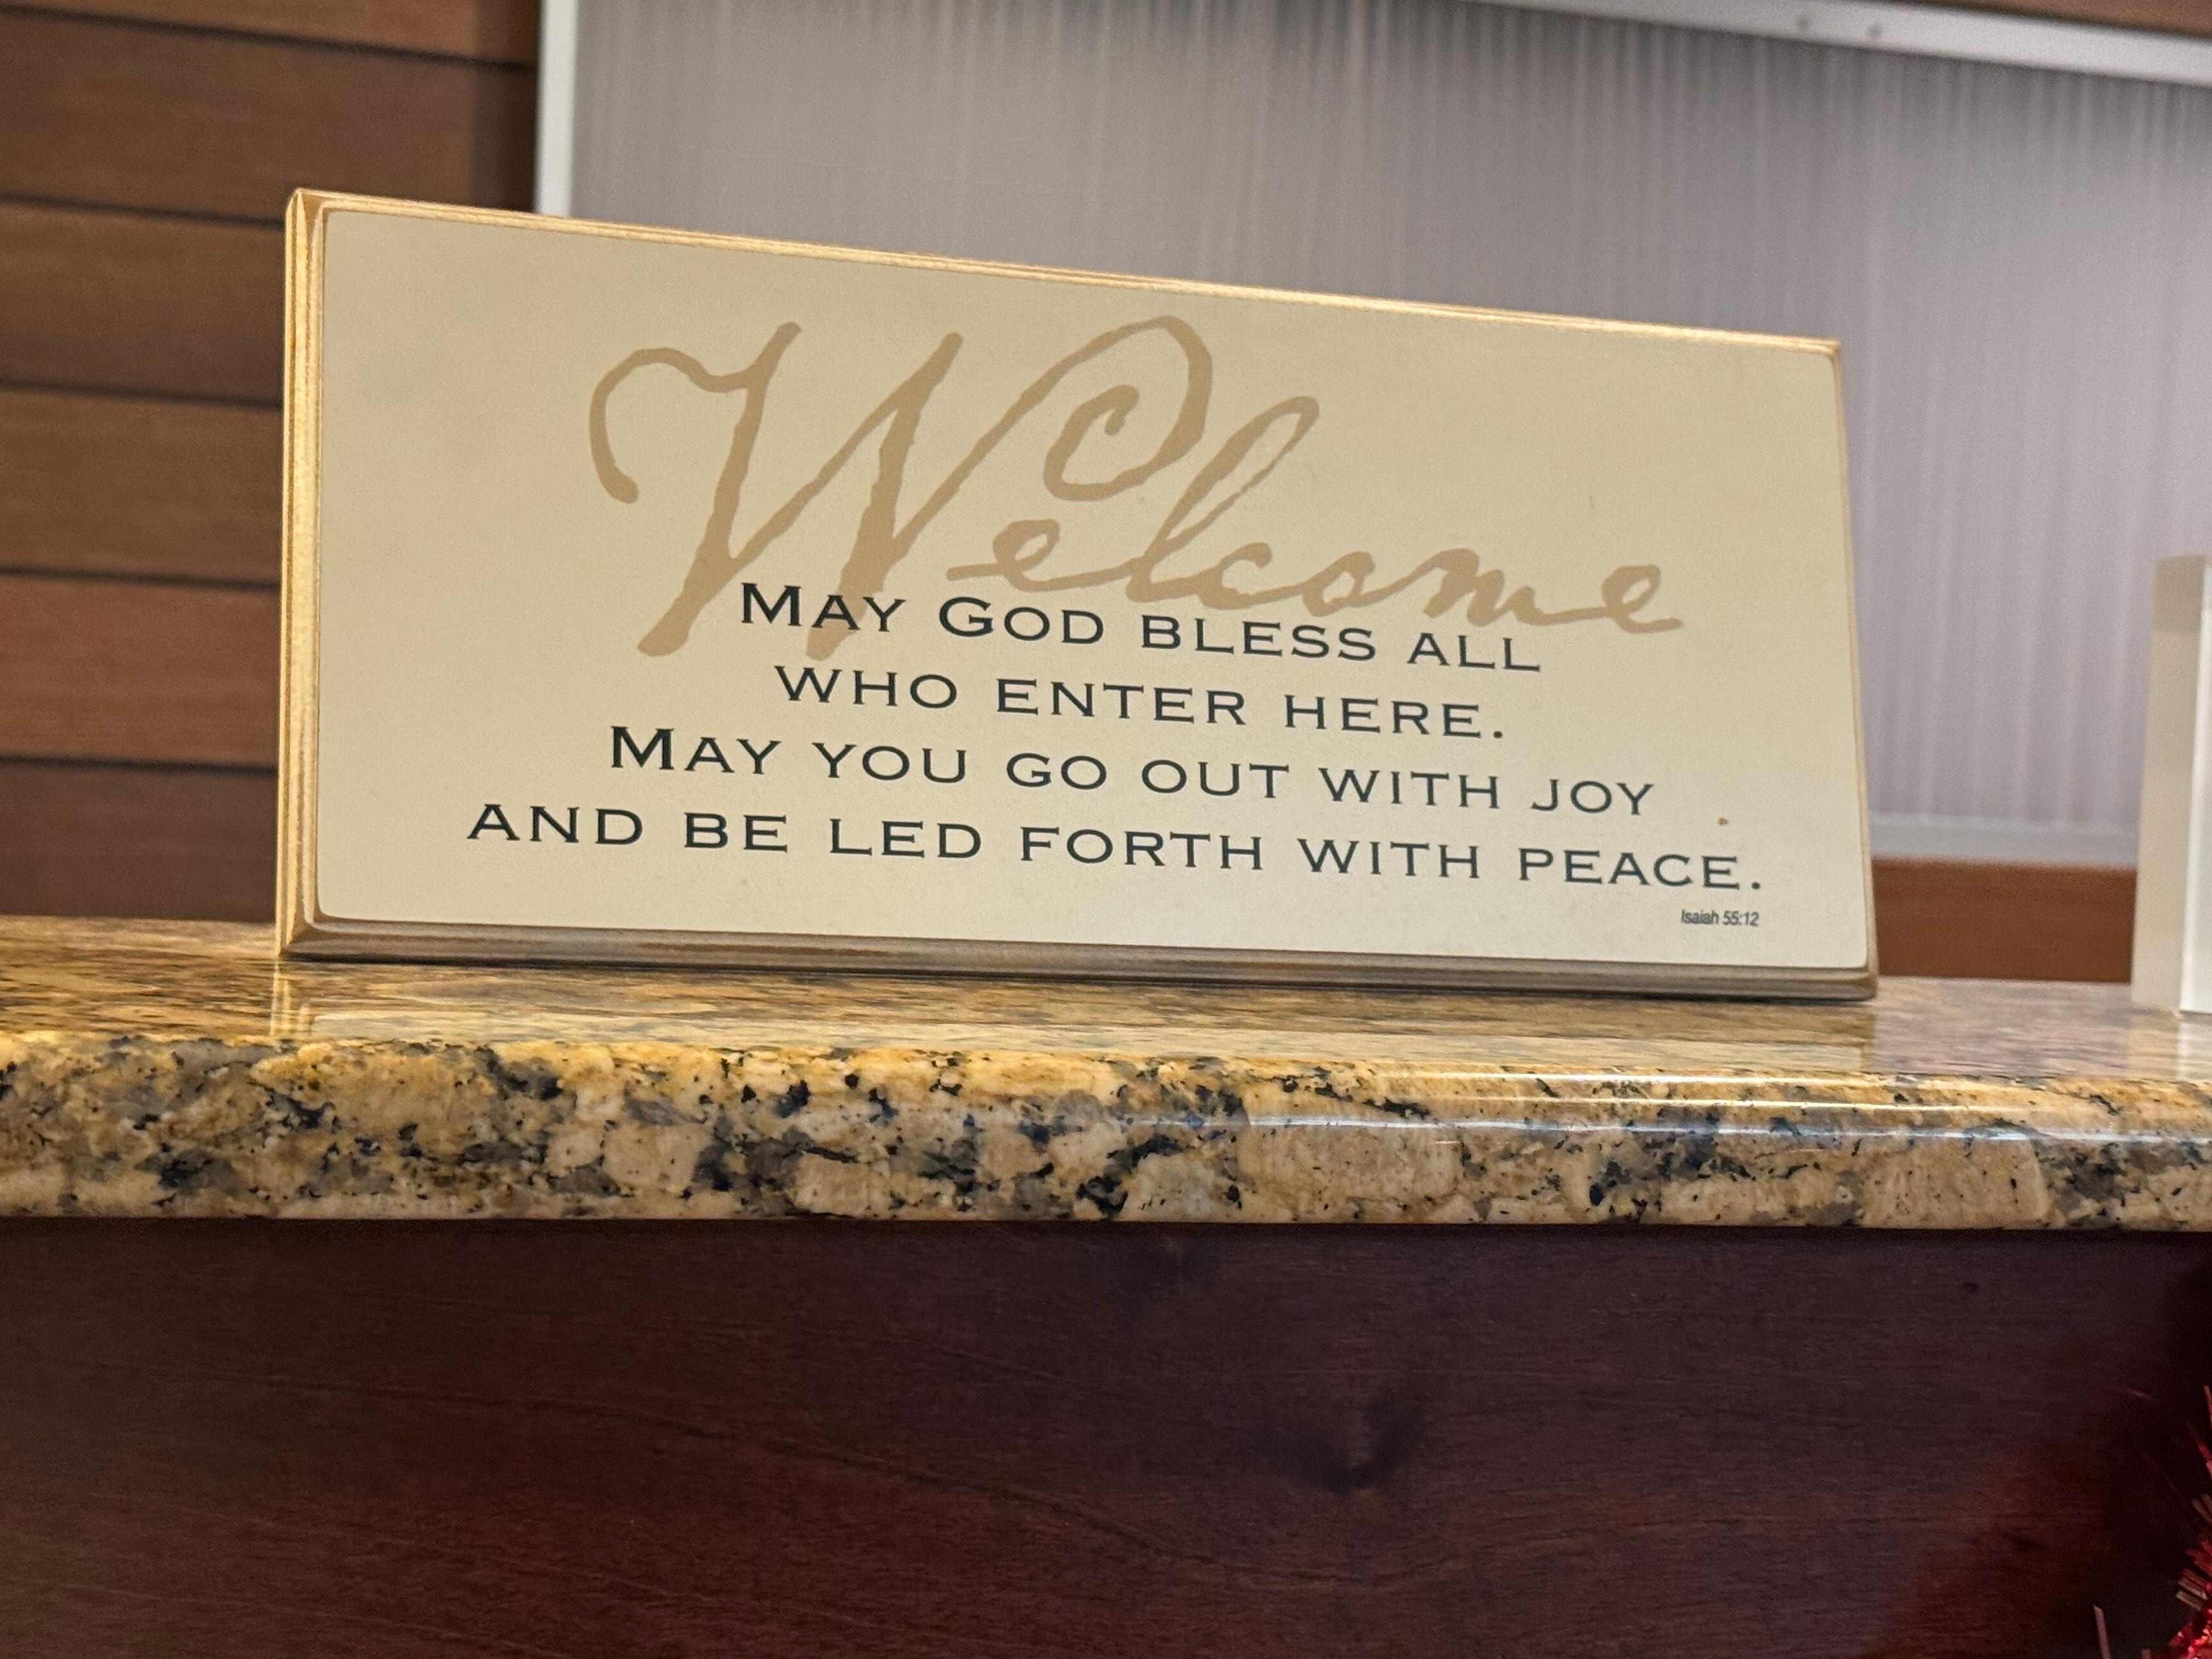 Welcome
MAY GOD BLESS ALL
WHO ENTER HERE.
MAY YOU GO OUT WITH JOY
AND BE LED FORTH WITH PEACE.
Isaiah 55:12